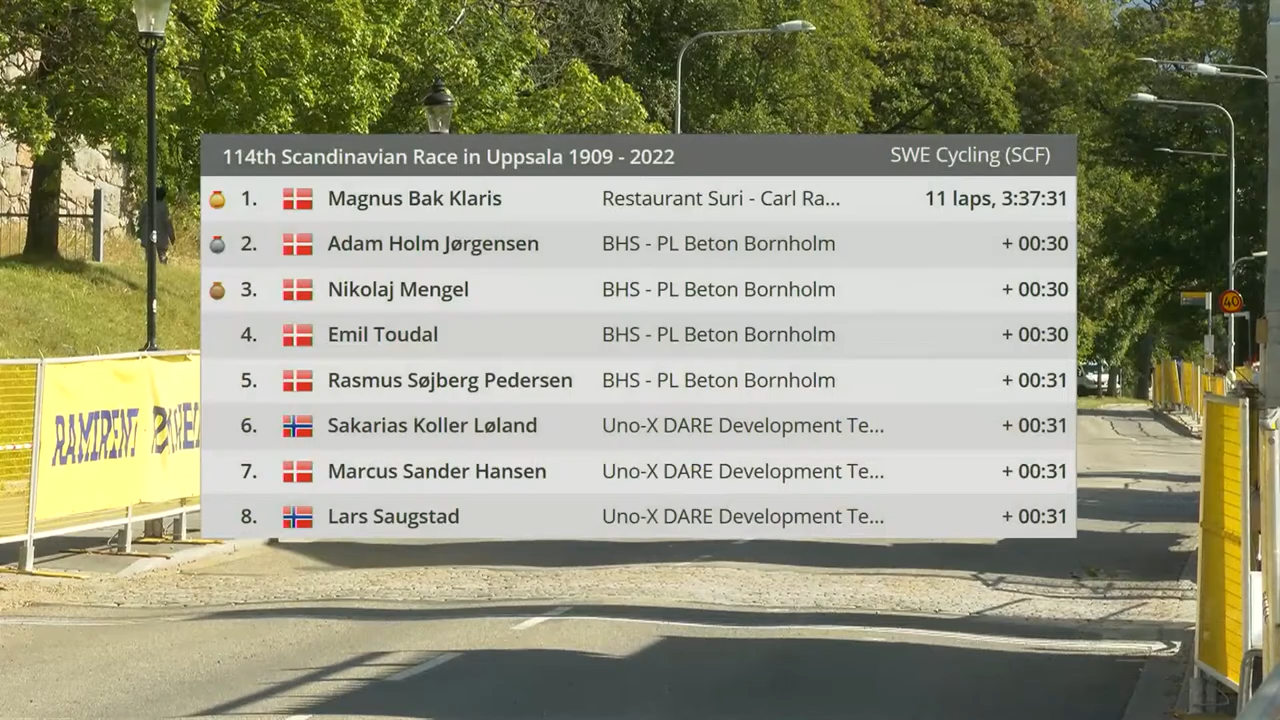 114th Scandinavian Race in Uppsala 1909 - 2022 SWE Cycling (SCF)
1. Magnus Bak Klaris Restaurant Suri - Carl Ra... 11 laps, 3:37:31
2. Adam Holm Jørgensen BHS - PL Beton Bornholm + 00:30
3. Nikolaj Mengel BHS - PL Beton Bornholm + 00:30
4. Emil Toudal BHS - PL Beton Bornholm + 00:30
5. Rasmus Søjberg Pedersen BHS - PL Beton Bornholm + 00:31
6. Sakarias Koller Løland Uno-X DARE Development Te... + 00:31
7. Marcus Sander Hansen Uno-X DARE Development Te... + 00:31
8. Lars Saugstad Uno-X DARE Development Te... + 00:31
40
RAMIRENT